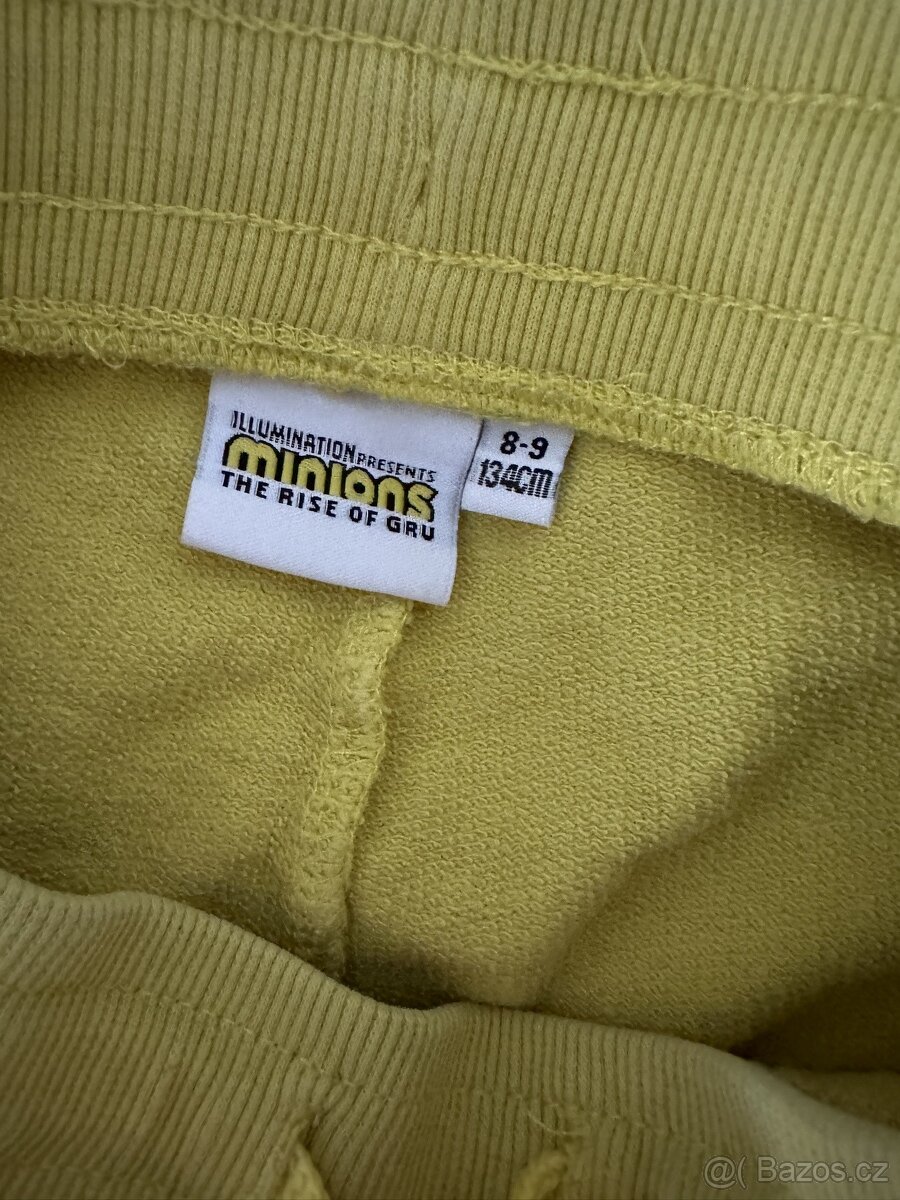 ILLUMINATION PRESENTS
minions
THE RISE OF GRU
8-9
134cm
@( Bazos.cz